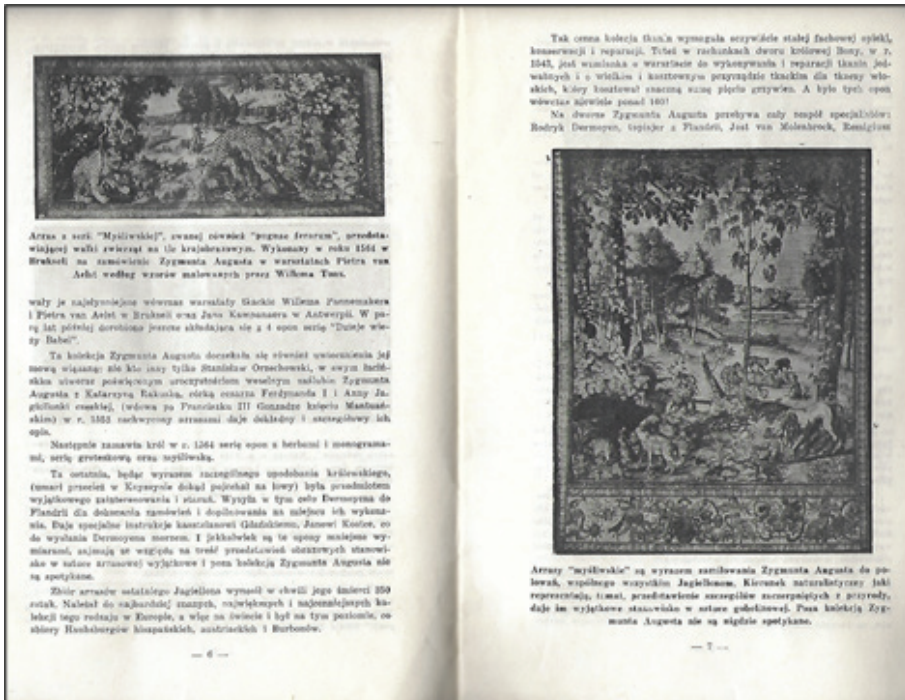 Arras z serii "Myśliwskiej", zwanej również "pugnae ferarum", przedsta-
wiającej walki zwierząt na tle krajobrazowym. Wykonany w roku 1564 w
Brukseli na zamówienie Zygmunta Augusta w warsztatach Pietra van
Aelst według wzorów malowanych przez Willema Tons.
wały je najsłynniejsze wówczas warsztaty tkackie Willema Pannemakera
i Pietra van Aelst w Brukseli oraz Jana Kempaneera w Antwerpii. W pa-
rę lat później dorobiono jeszcze składającą się z 4 opon serię "Dzieje wie-
ży Babel".
Ta kolekcja Zygmunta Augusta doczekała się również uwiecznienia jej
mową wiązaną: nie kto inny tylko Stanisław Orzechowski, w swym łaciń-
skim utworze poświęconym uroczystościom weselnym zaślubin Zygmunta
Augusta z Katarzyną Rakuską, córką cesarza Ferdynanda I i Anny Ja-
giellonki czeskiej, (wdową po Franciszku III Gonzadze księciu Mantuań-
skim) w r. 1553 zachwycony arrasami daje dokładny i szczegółowy ich
opis.
Następnie zamawia król w r. 1564 serię opon z herbami i monograma-
mi, serię groteskową oraz myśliwską.
Ta ostatnia, będąc wyrazem szczególnego upodobania królewskiego,
(umarł przecież w Knyszynie dokąd pojechał na łowy) była przedmiotem
wyjątkowego zainteresowania i starań. Wysyła w tym celu Dermoyena do
Flandrii dla dokonania zamówień i dopilnowania na miejscu ich wykona-
nia. Daje specjalne instrukcje kasztelanowi Gdańskiemu, Janowi Kostce, co
do wysłania Dermoyena morzem. I jakkolwiek są te opony mniejsze wy-
miarami, zajmują ze względu na treść przedstawień obrazowych stanowi-
sko w sztuce arrasowej wyjątkowe i poza kolekcją Zygmunta Augusta nie
są spotykane.
Zbiór arrasów ostatniego Jagiellona wynosił w chwili jego śmierci 350
sztuk. Należał do najbardziej znanych, największych i najcenniejszych ko-
lekcji tego rodzaju w Europie, a więc na świecie i był na tym poziomie, co
zbiory Habsburgów hiszpańskich, austriackich i Burbonów.
— 6 —
Tak cenna kolekcja tkanin wymagała oczywiście stałej fachowej opieki,
konserwacji i reparacji. Toteż w rachunkach dworu królowej Bony, w r.
1543, jest wzmianka o warsztacie do wykonywania i reparacji tkanin jed-
wabnych i o wielkim i kosztownym przyrządzie tkackim dla tkaczy wło-
skich, który kosztował znaczną sumę pięciu grzywien. A było tych opon
wówczas niewiele ponad 160!
Na dworze Zygmunta Augusta przebywa cały zespół specjalistów:
Rodryk Dermoyen, tapisjer z Flandrii, Jost van Molenbrock, Remigiusz
Arrasy "myśliwskie" są wyrazem zamiłowania Zygmunta Augusta do po-
lowań, wspólnego wszystkim Jagiellonom. Kierunek naturalistyczny jaki
reprezentują, temat, przedstawienie szczegółów zaczerpniętych z przyrody,
daje im wyjątkowe stanowisko w sztuce gobelinowej. Poza kolekcją Zyg-
munta Augusta nie są nigdzie spotykane.
— 7 —